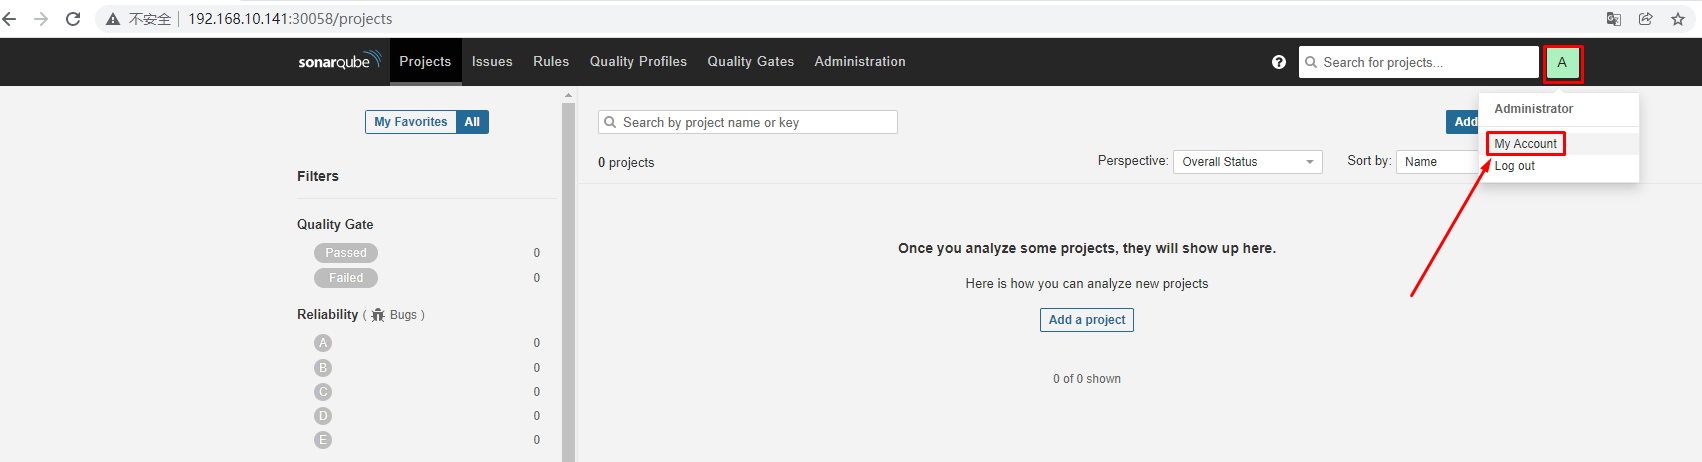 不安全 192.168.10.141:30058/projects
sonarqube Projects Issues Rules Quality Profiles Quality Gates Administration ? Search for projects... A
Administrator
My Account
Log out
My Favorites All
Search by project name or key
Add
0 projects
Perspective: Overall Status
Sort by: Name
Filters
Quality Gate
Passed 0
Failed 0
Reliability ( Bugs )
A 0
B 0
C 0
D 0
E 0
Once you analyze some projects, they will show up here.
Here is how you can analyze new projects
Add a project
0 of 0 shown